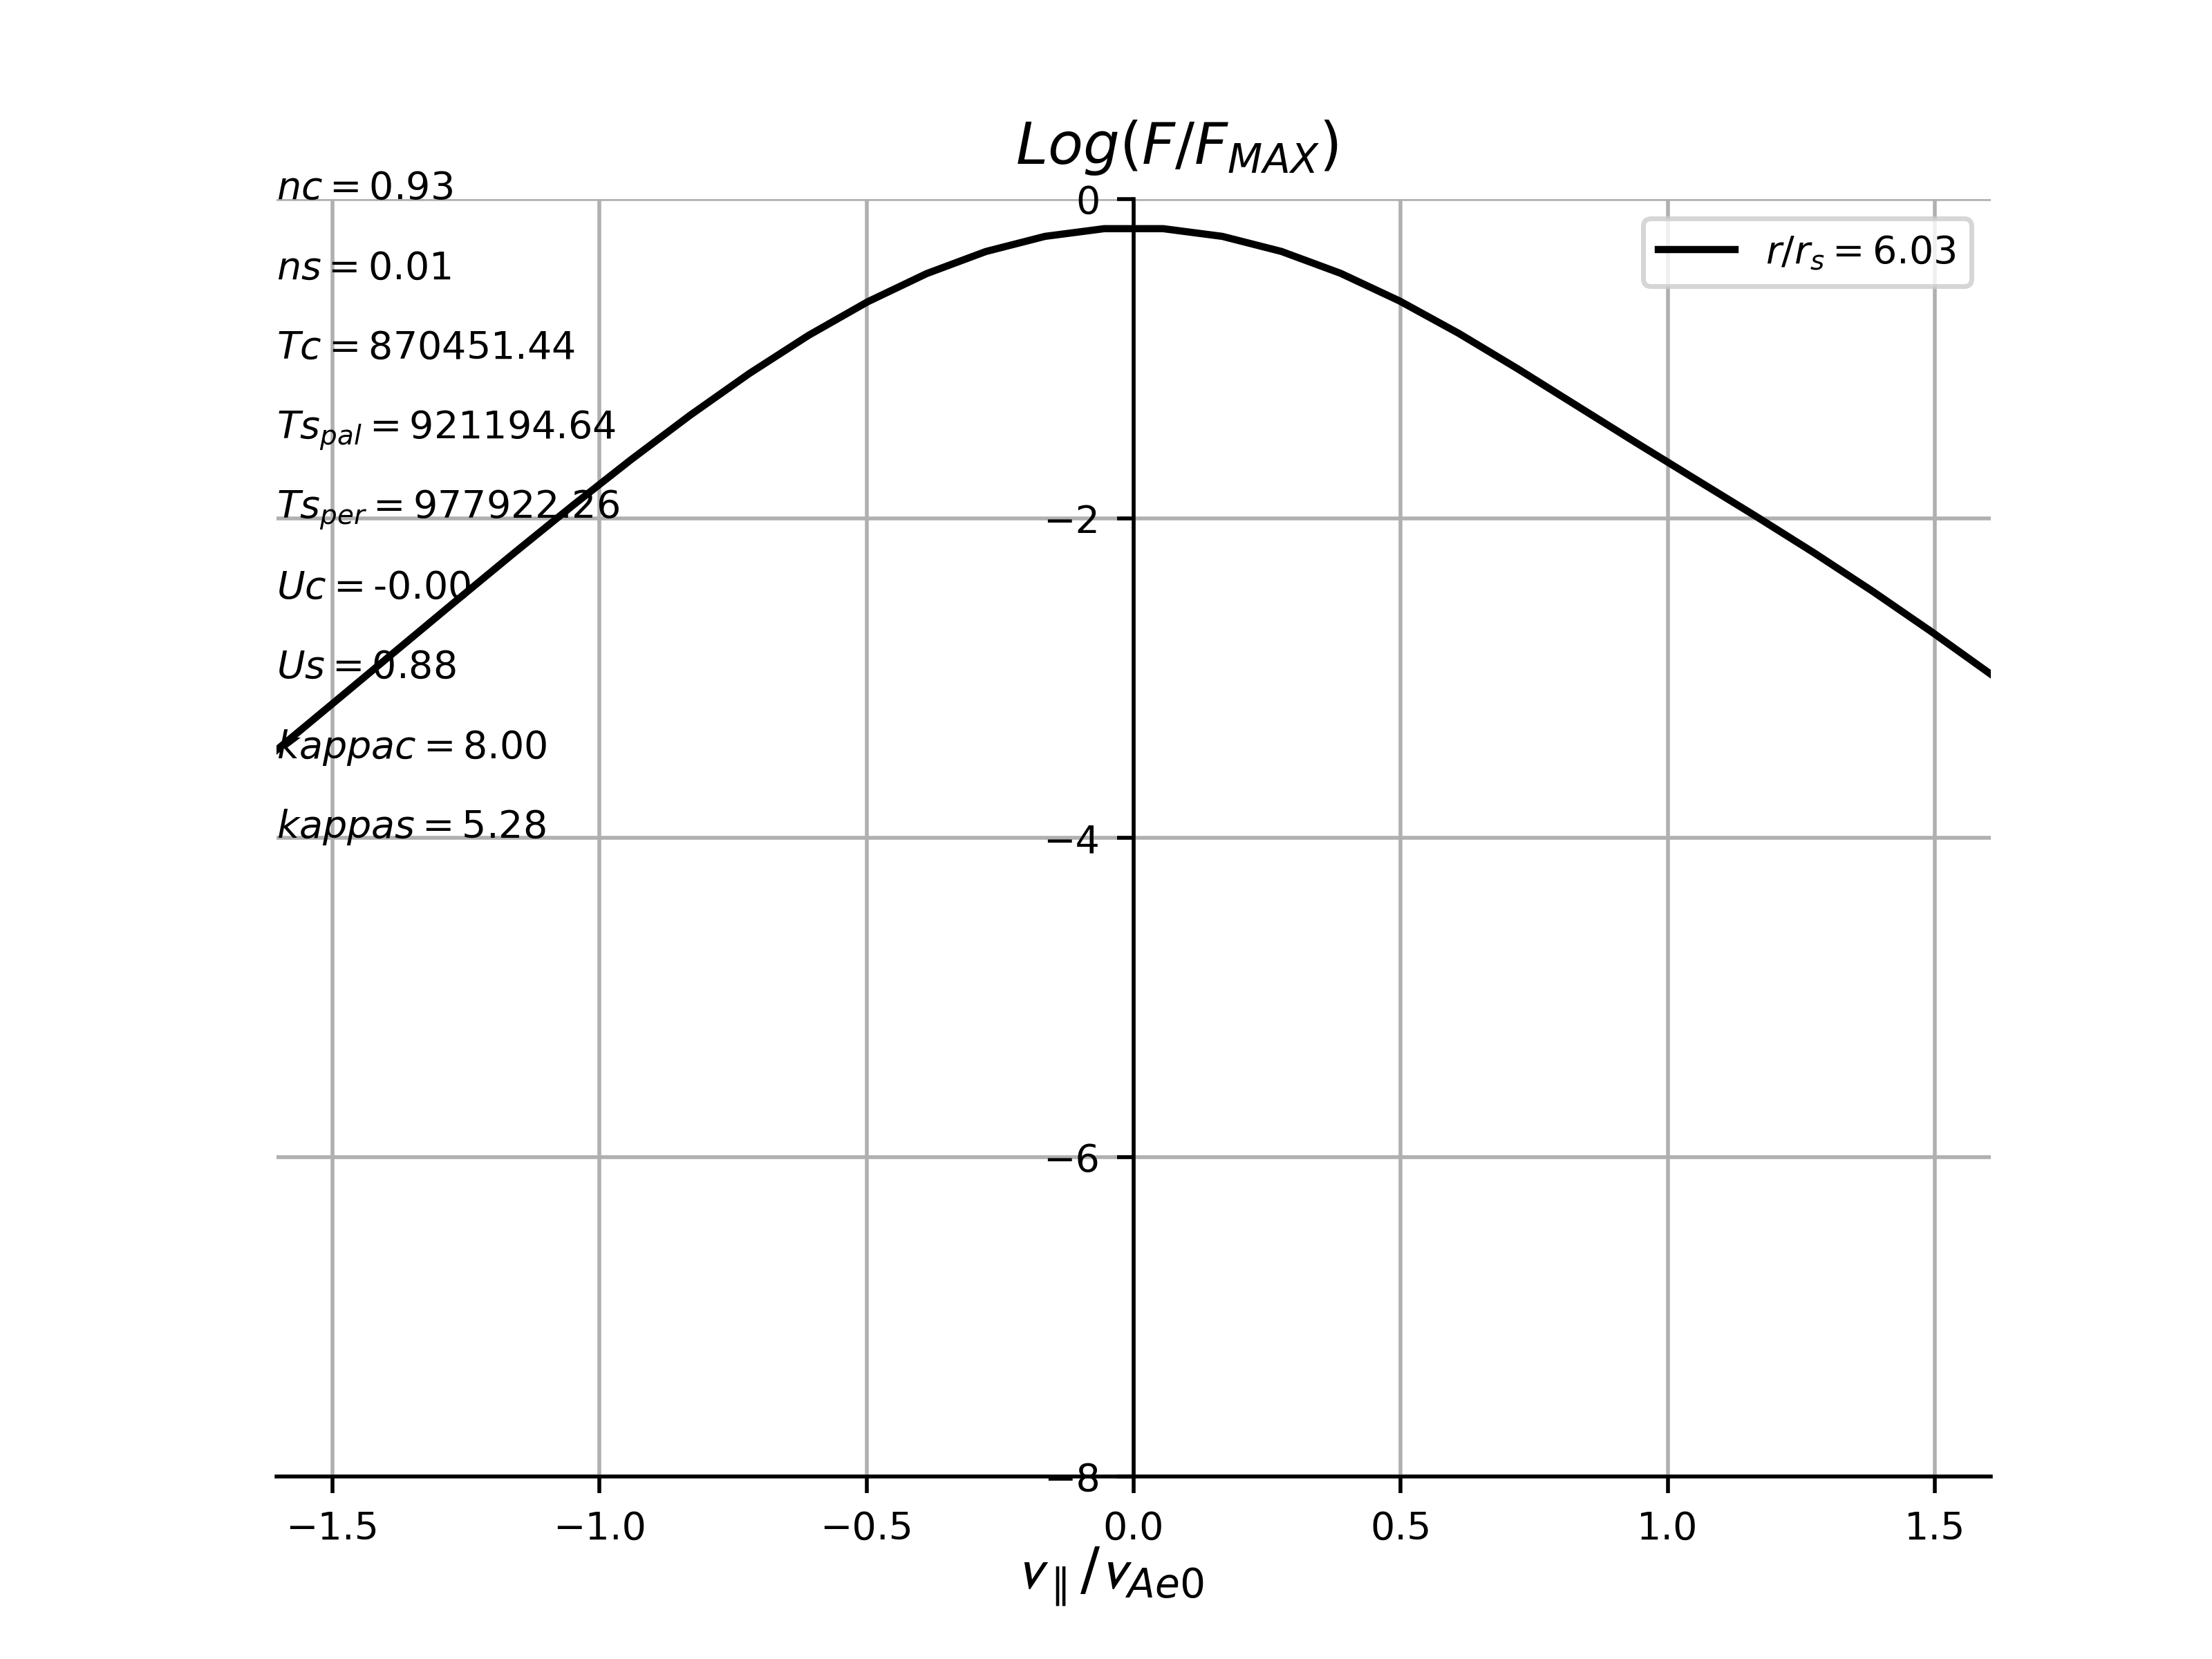 Log(F/F_MAX)
nc = 0.93
0
r/r_s = 6.03
ns = 0.01
Tc = 870451.44
Ts_pal = 921194.64
Ts_per = 977922.26
−2
Uc = -0.00
Us = 0.88
kappac = 8.00
kappas = 5.28
−4
−6
−8
−1.5 −1.0 −0.5 0.0 0.5 1.0 1.5
v_∥/v_Ae0